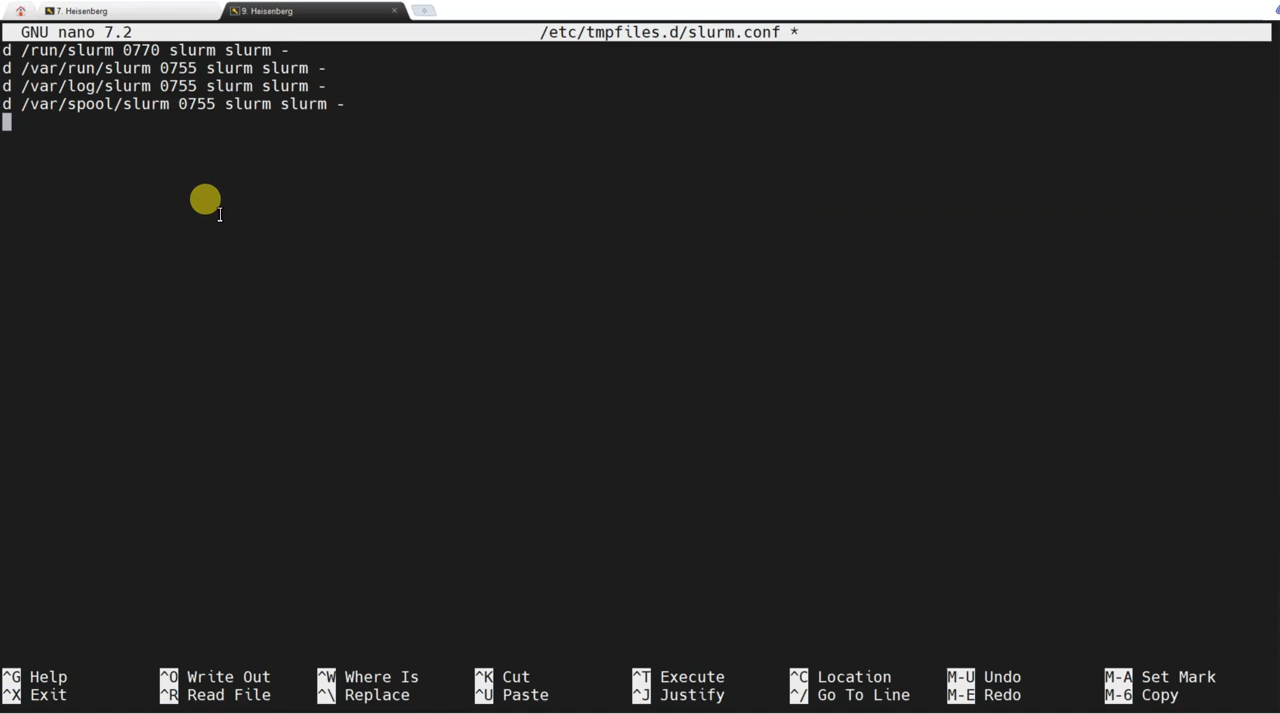 7. Heisenberg
9. Heisenberg
GNU nano 7.2 /etc/tmpfiles.d/slurm.conf *
d /run/slurm 0770 slurm slurm -
d /var/run/slurm 0755 slurm slurm -
d /var/log/slurm 0755 slurm slurm -
d /var/spool/slurm 0755 slurm slurm -
^G Help ^O Write Out ^W Where Is ^K Cut ^T Execute ^C Location M-U Undo M-A Set Mark
^X Exit ^R Read File ^\ Replace ^U Paste ^J Justify ^/ Go To Line M-E Redo M-6 Copy